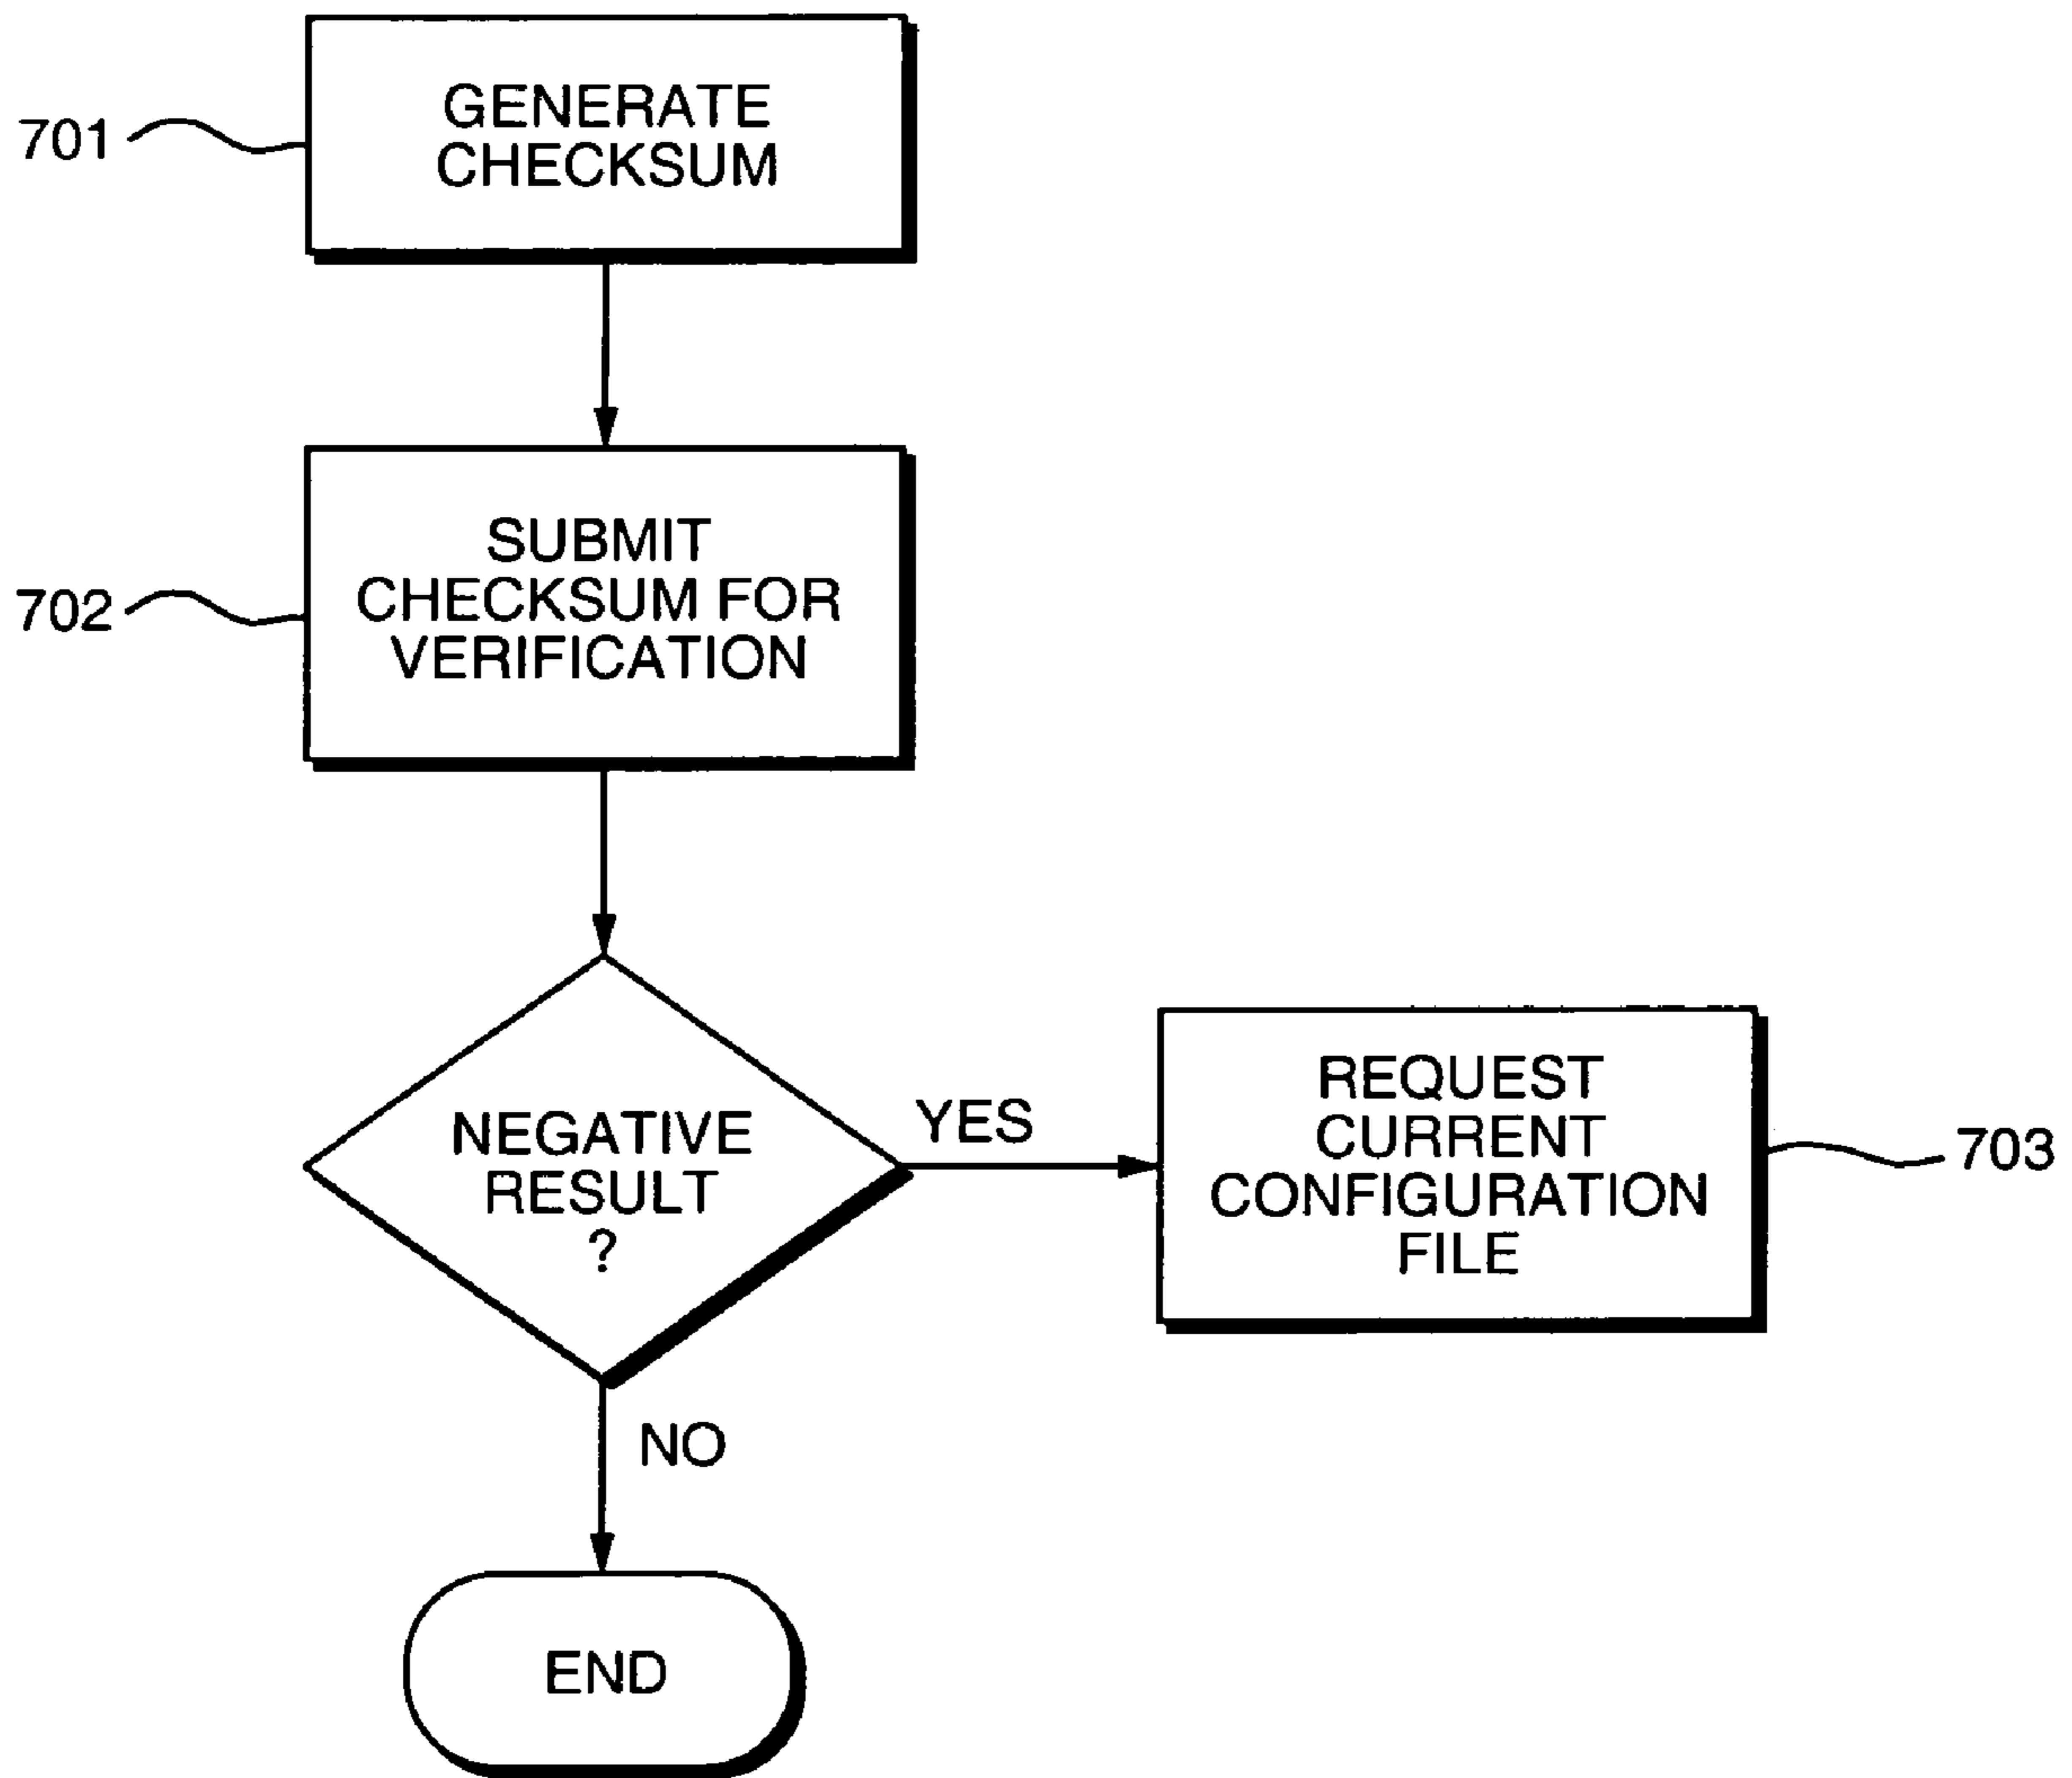 701
GENERATE
CHECKSUM
702
SUBMIT
CHECKSUM FOR
VERIFICATION
NEGATIVE
RESULT
?
YES
REQUEST
CURRENT
CONFIGURATION
FILE
703
NO
END